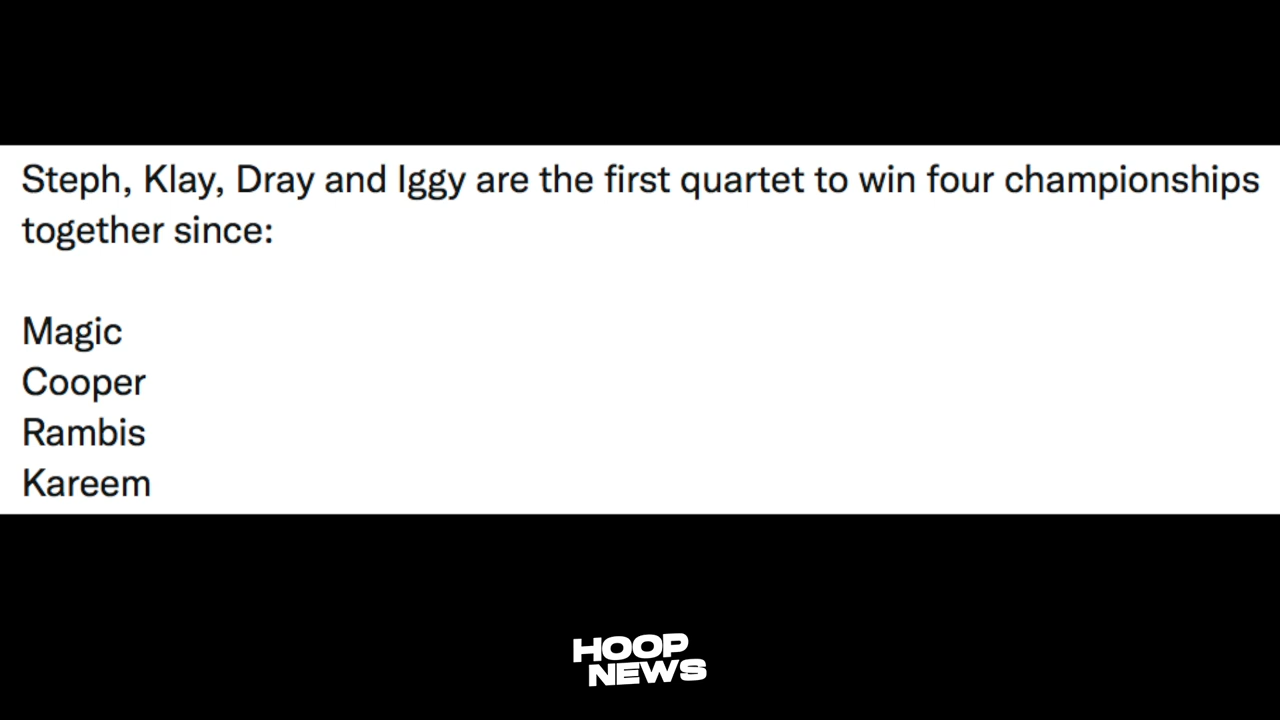 Steph, Klay, Dray and Iggy are the first quartet to win four championships
together since:
Magic
Cooper
Rambis
Kareem
HOOP
NEWS